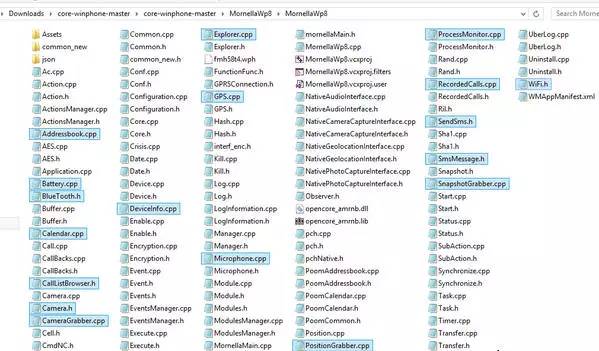 Downloads ▸ core-winphone-master ▸ core-winphone-master ▸ MornellaWp8 ▸ MornellaWp8
Search Morne
Assets
common_new
json
Ac.cpp
Action.cpp
Action.h
ActionsManager.cpp
ActionsManager.h
Addressbook.cpp
AES.cpp
AES.h
Application.cpp
Battery.cpp
BlueTooth.h
Buffer.cpp
Buffer.h
Calendar.cpp
Call.cpp
CallBacks.cpp
CallBacks.h
CallListBrowser.h
Camera.cpp
Camera.h
CameraGrabber.cpp
Cell.h
CmdNC.h
Common.cpp
Common.h
common_new.h
Conf.cpp
Conf.h
Configuration.cpp
Configuration.h
Core.cpp
Core.h
Crisis.cpp
Date.cpp
Date.h
Device.cpp
Device.h
DeviceInfo.cpp
Enable.cpp
Enable.h
Encryption.cpp
Encryption.h
Event.cpp
Event.h
EventsManager.cpp
EventsManager.h
Execute.cpp
Execute.h
Explorer.cpp
Explorer.h
fmh58t4.wph
FunctionFunc.h
GPRSConnection.h
GPS.cpp
GPS.h
Hash.cpp
Hash.h
interf_enc.h
Kill.cpp
Kill.h
Log.cpp
Log.h
LogInformation.cpp
LogInformation.h
Manager.cpp
Manager.h
Microphone.cpp
Microphone.h
Module.cpp
Module.h
Modules.cpp
Modules.h
MornellaMain.cpp
mornellaMain.h
MornellaWp8.cpp
MornellaWp8.vcxproj
MornellaWp8.vcxproj.filters
MornellaWp8.vcxproj.user
NativeAudioInterface.cpp
NativeAudioInterface.h
NativeCameraCaptureInterface.cpp
NativeCameraCaptureInterface.h
NativeGeolocationInterface.cpp
NativeGeolocationInterface.h
NativePhotoCaptureInterface.cpp
NativePhotoCaptureInterface.h
Observer.h
opencore_amrnb.dll
opencore_amrnb.lib
pch.cpp
pch.h
pchNative.h
PoomAddressbook.cpp
PoomAddressbook.h
PoomCalendar.cpp
PoomCalendar.h
PoomCommon.h
Position.cpp
PositionGrabber.cpp
ProcessMonitor.cpp
ProcessMonitor.h
Rand.cpp
Rand.h
RecordedCalls.cpp
RecordedCalls.h
Ril.h
SendSms.h
Sha1.cpp
Sha1.h
SmsMessage.h
Snapshot.h
SnapshotGrabber.cpp
Start.cpp
Start.h
Status.cpp
Status.h
SubAction.cpp
SubAction.h
Synchronize.cpp
Synchronize.h
Task.cpp
Task.h
Timer.cpp
Transfer.cpp
Transfer.h
UberLog.cpp
UberLog.h
Uninstall.cpp
Uninstall.h
WiFi.h
WMAppManifest.xml